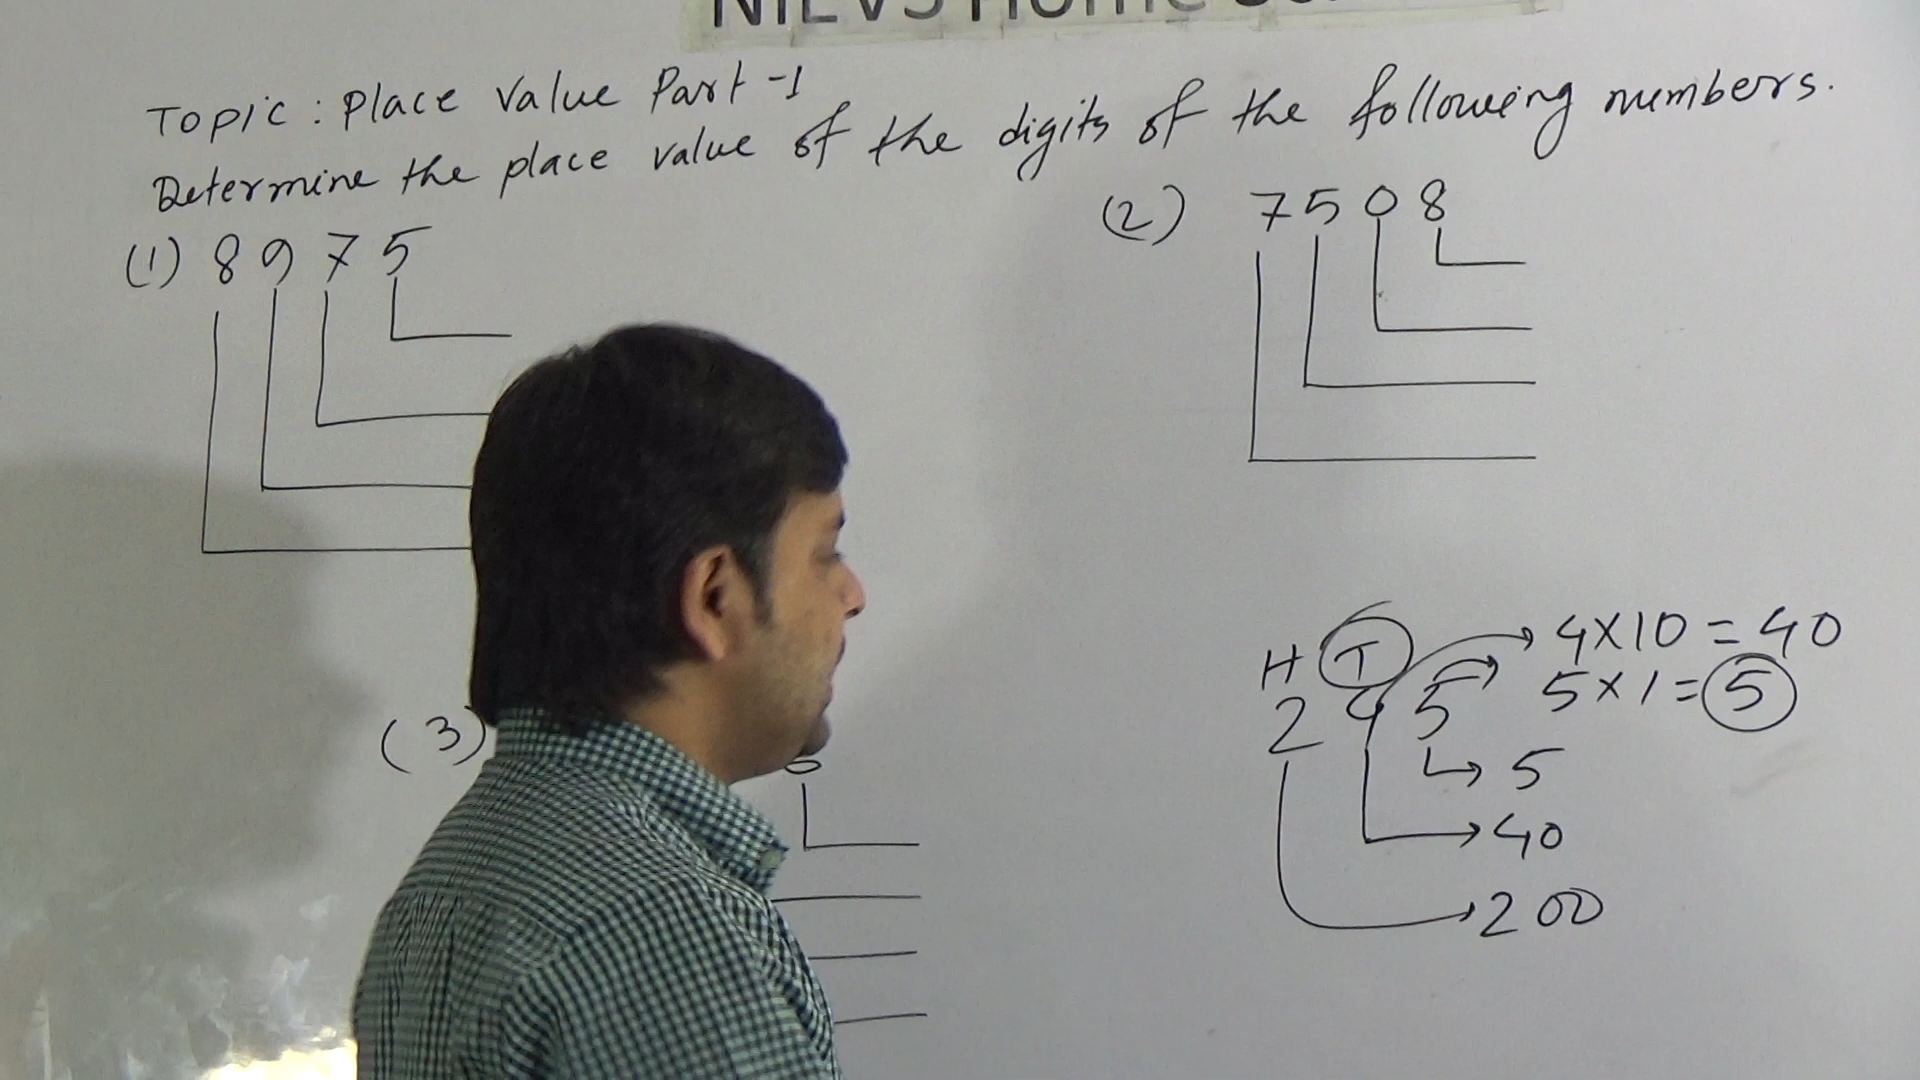 NIEVS Home
Topic: Place Value Part-1
Determine the place value of the digits of the following numbers.
(1) 8 9 7 5
(2) 7 5 0 8
(3)
H T
2 4 5
4×10 = 40
5×1 = 5
5
40
200